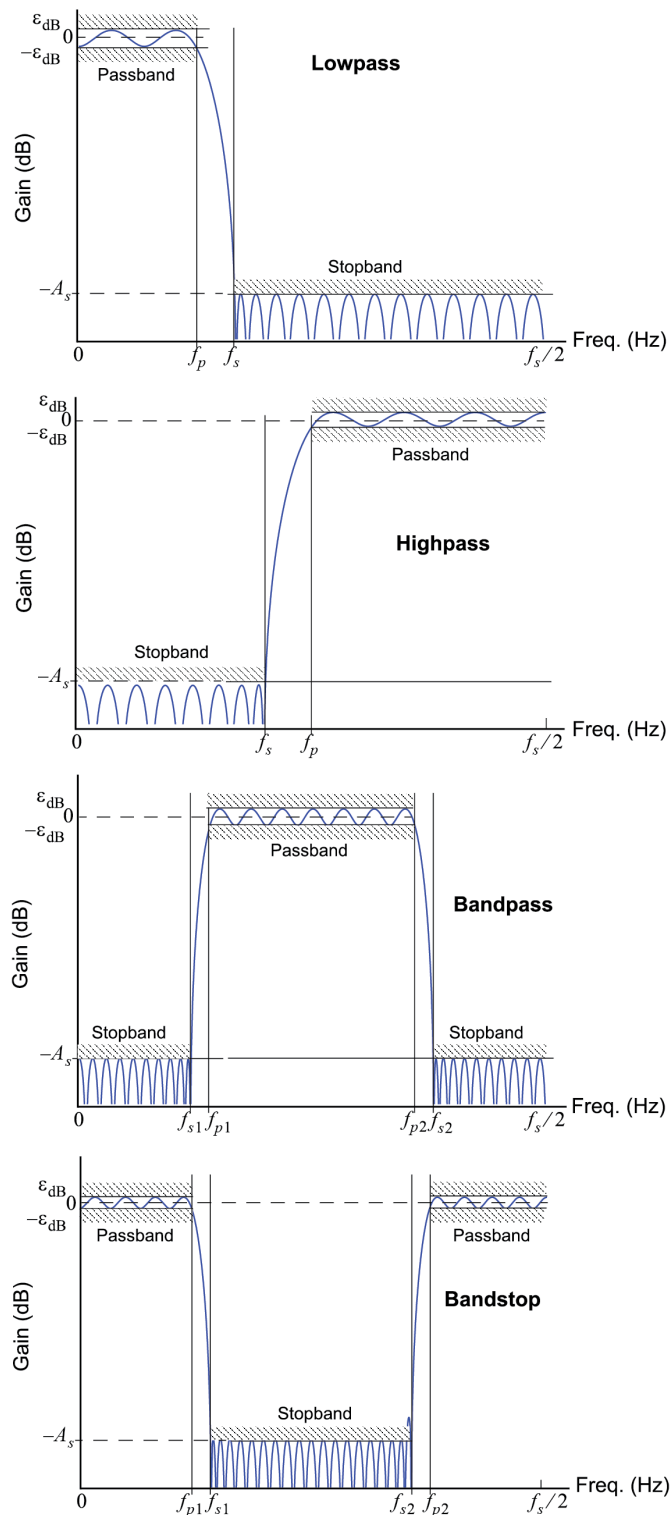 ε_dB
0
−ε_dB
Passband
Lowpass
Gain (dB)
Stopband
−A_s
0
f_p
f_s
f_s/2
Freq. (Hz)
ε_dB
0
−ε_dB
Passband
Highpass
Gain (dB)
Stopband
−A_s
0
f_s
f_p
f_s/2
Freq. (Hz)
ε_dB
0
−ε_dB
Passband
Bandpass
Gain (dB)
Stopband
Stopband
−A_s
0
f_s1
f_p1
f_p2
f_s2
f_s/2
Freq. (Hz)
ε_dB
0
−ε_dB
Passband
Passband
Bandstop
Gain (dB)
Stopband
−A_s
0
f_p1
f_s1
f_s2
f_p2
f_s/2
Freq. (Hz)